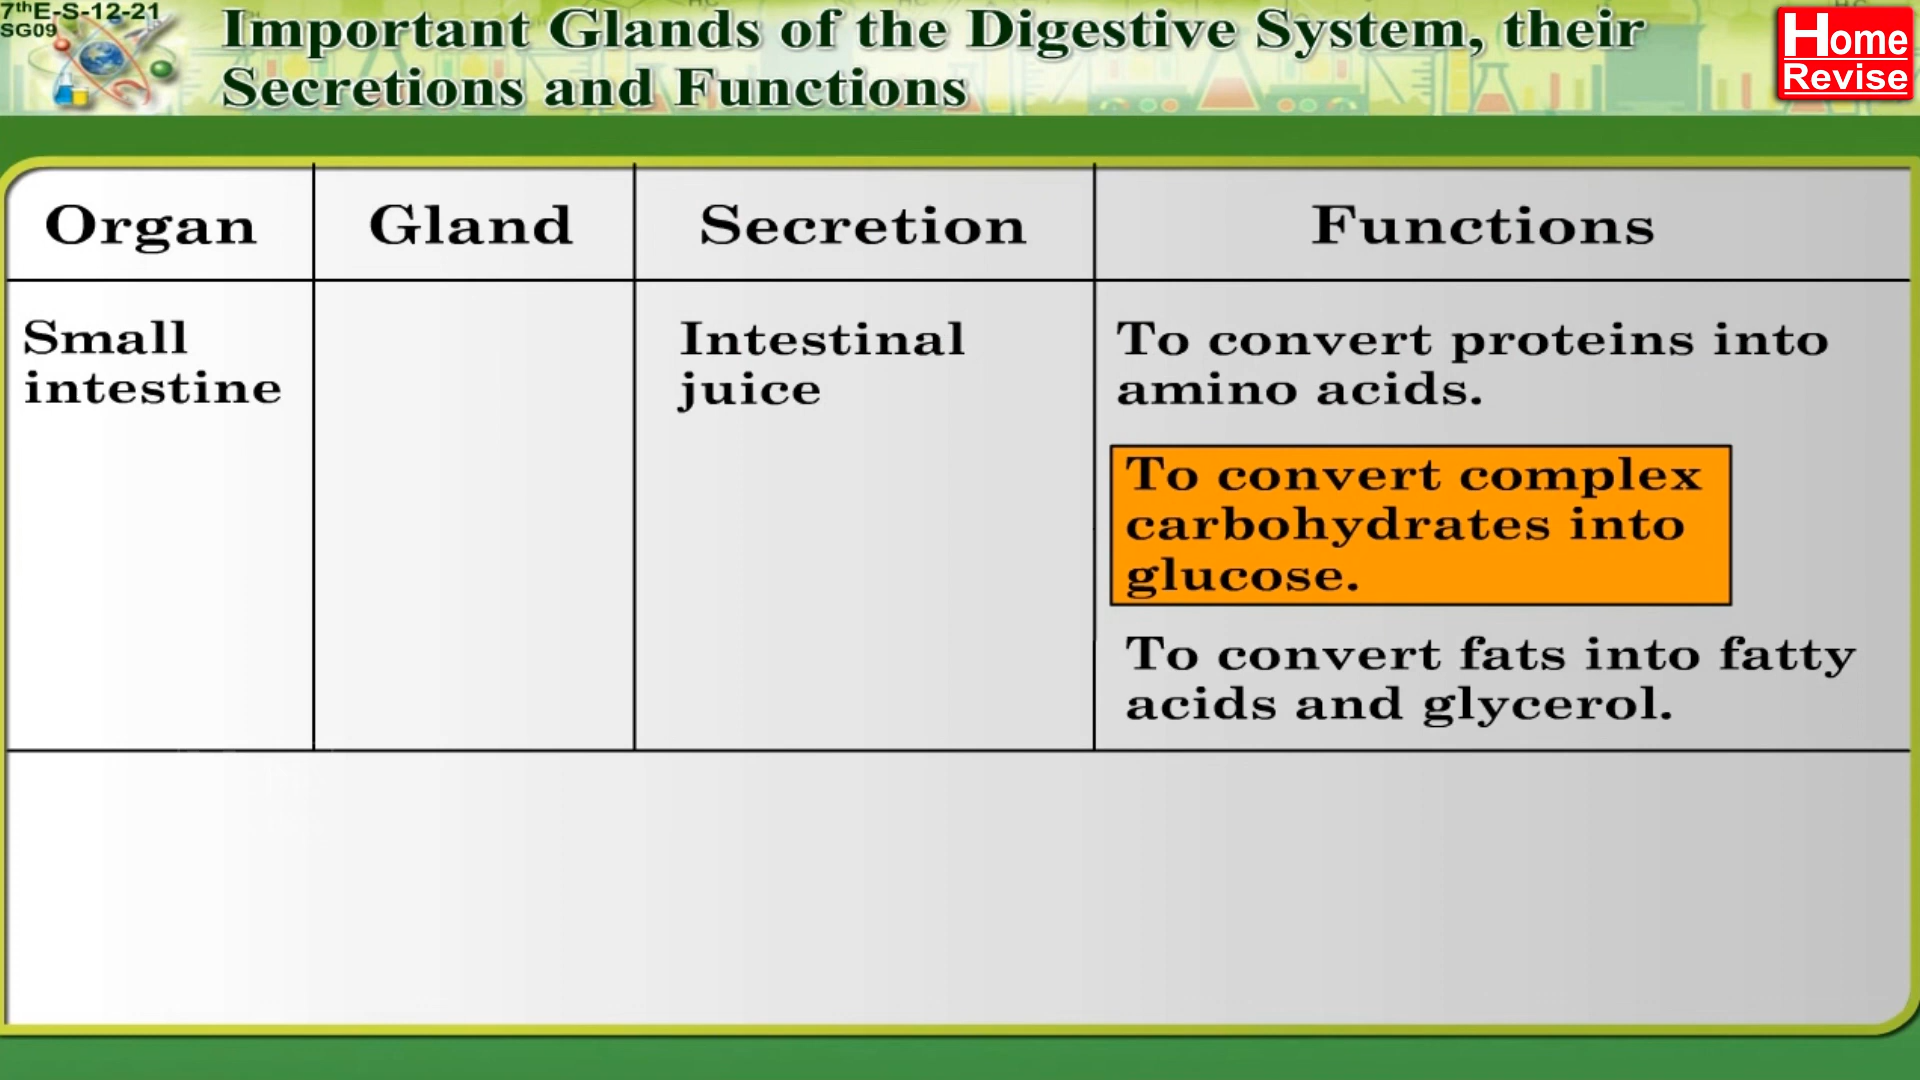 7thE-S-12-21
SG09
Important Glands of the Digestive System, their
Secretions and Functions
Home
Revise
Organ
Gland
Secretion
Functions
Small
intestine
Intestinal
juice
To convert proteins into
amino acids.
To convert complex
carbohydrates into
glucose.
To convert fats into fatty
acids and glycerol.